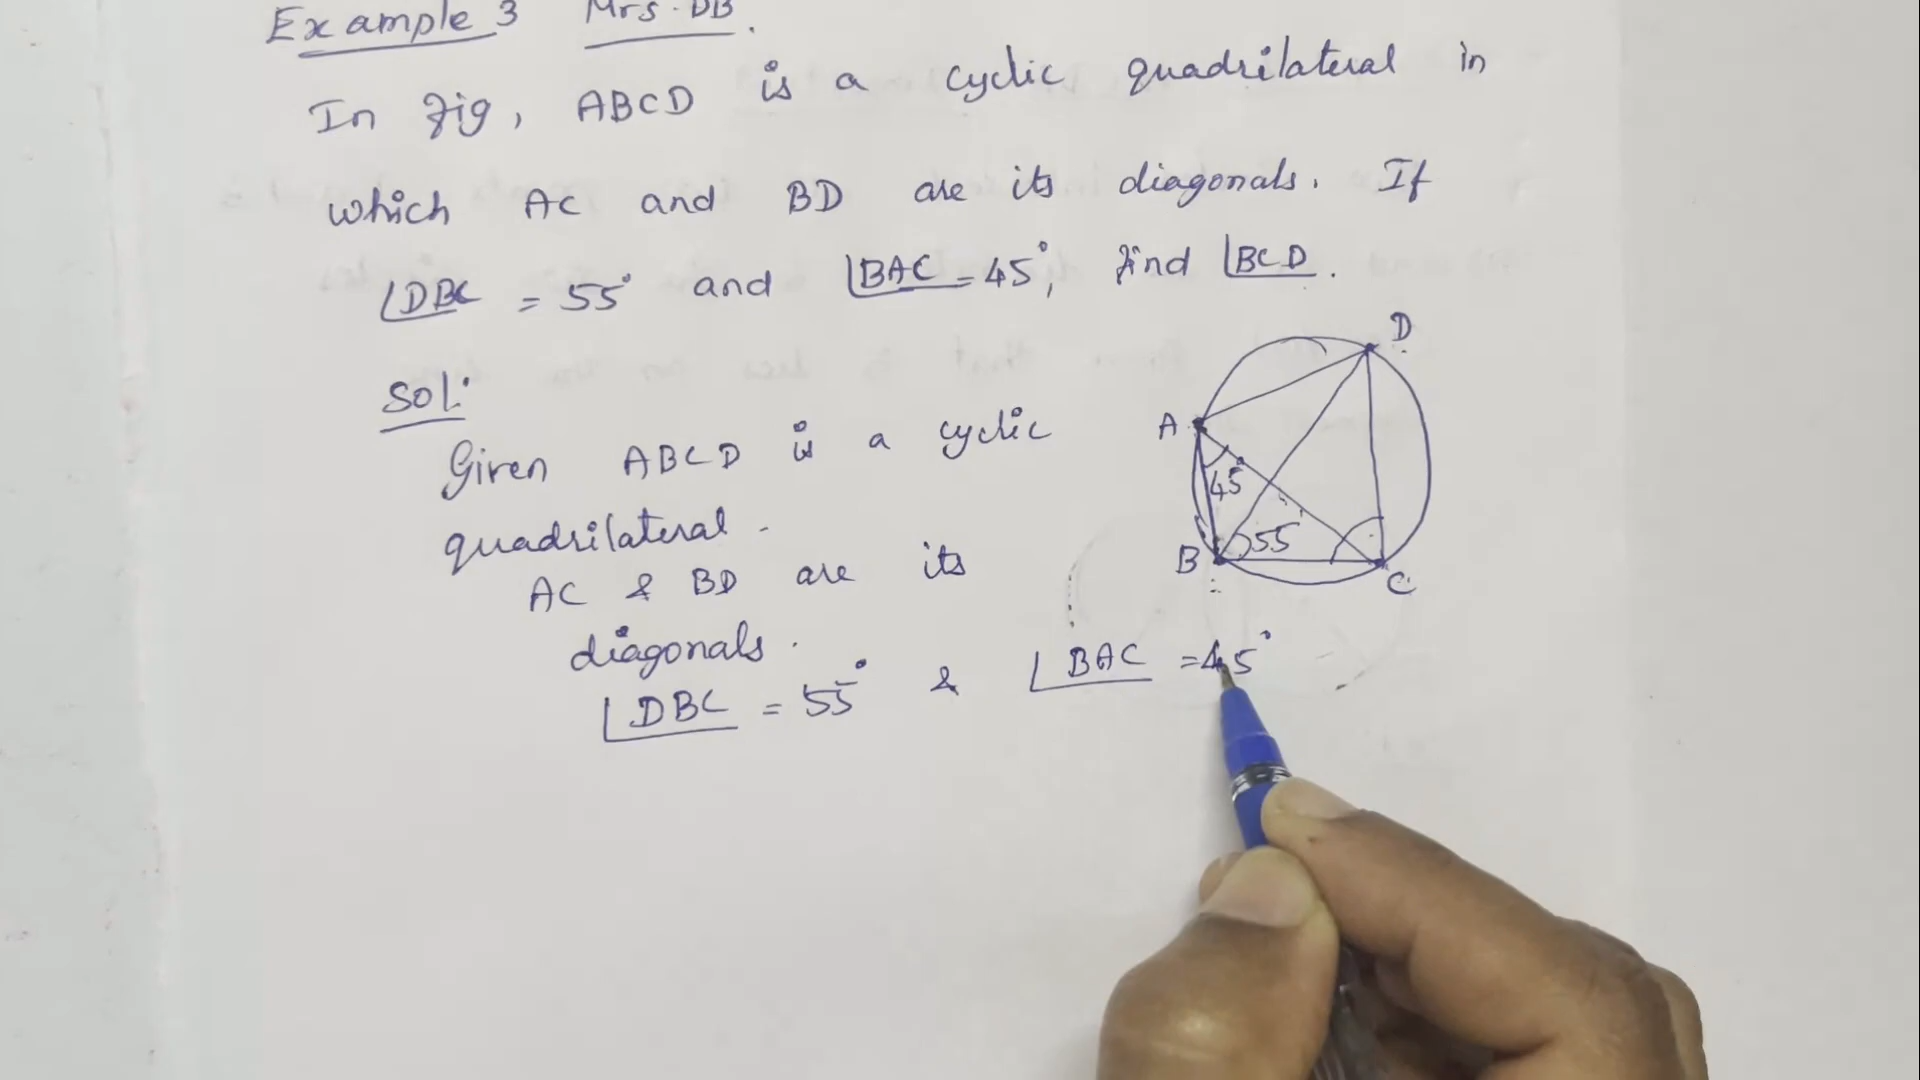 Example 3 Mrs. DB.
In fig, ABCD is a cyclic quadrilateral in
which AC and BD are its diagonals. If
∠DBC = 55° and ∠BAC = 45°, find ∠BCD.
Sol:
Given ABCD is a cyclic
quadrilateral.
AC & BD are its
diagonals.
∠DBC = 55° & ∠BAC = 45°
D
A
45°
B
55
C